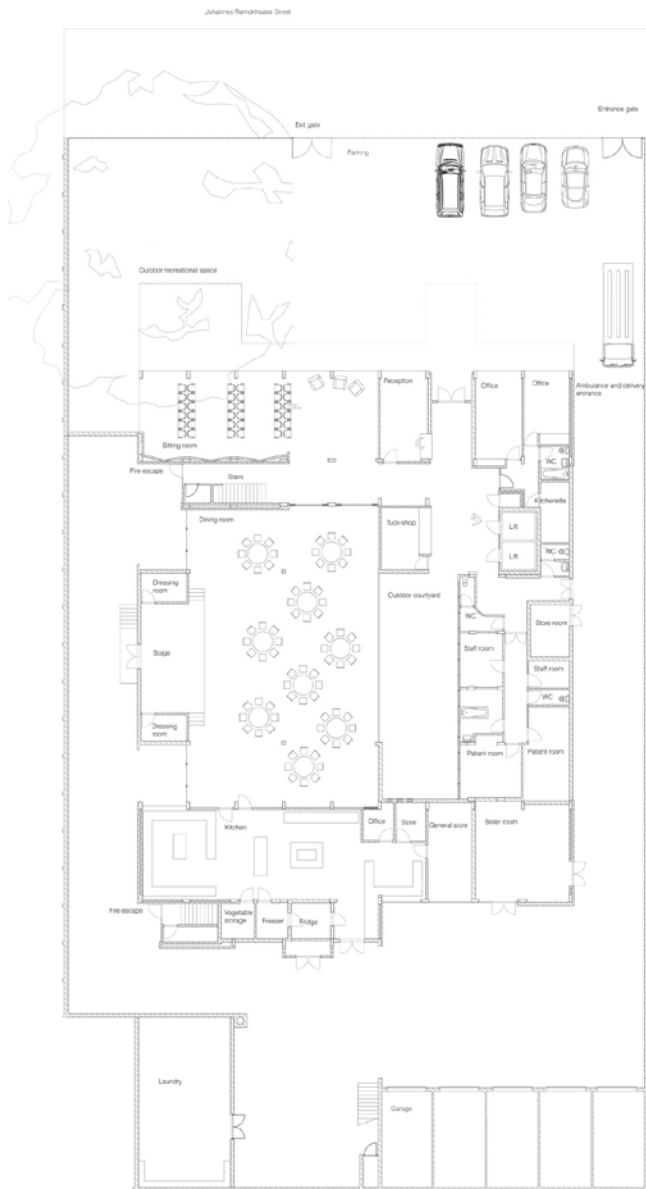 Johannes Ramokhoase Street
Entrance gate
Exit gate
Parking
Outdoor recreational space
Reception
Office
Office
Ambulance and delivery
entrance
Sitting room
WC
Fire escape
Stairs
Kitchenette
Dining room
Tuck-shop
Lift
Lift
WC
Dressing
room
Outdoor courtyard
WC
Store room
Stage
Staff room
Staff room
WC
Dressing
room
Patient room
Patient room
Kitchen
Office
Store
General store
Boiler room
Fire escape
Vegetable
storage
Freezer
Fridge
Laundry
Garage